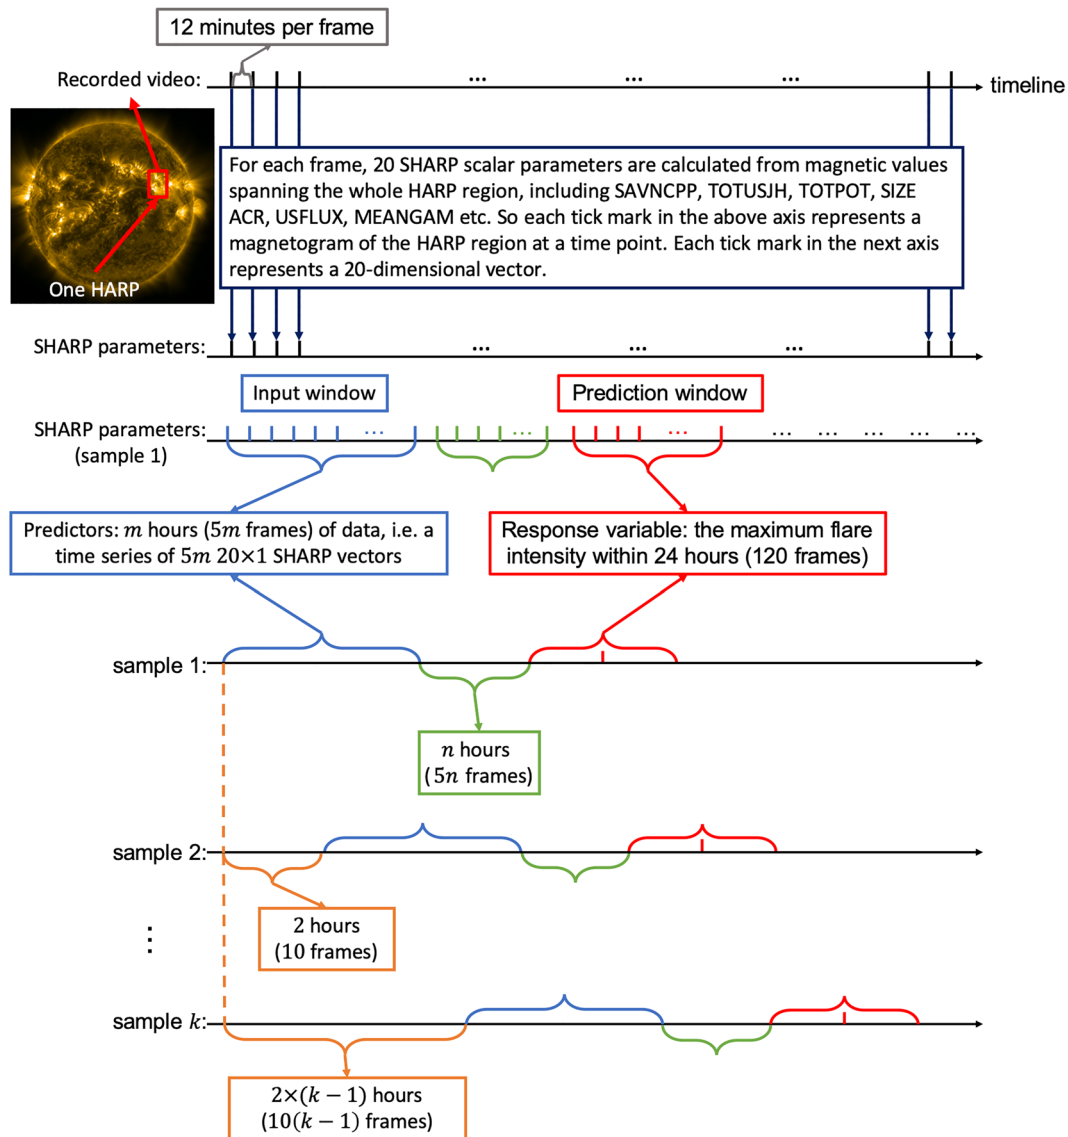 12 minutes per frame
Recorded video:
...
...
...
timeline
For each frame, 20 SHARP scalar parameters are calculated from magnetic values
spanning the whole HARP region, including SAVNCPP, TOTUSJH, TOTPOT, SIZE
ACR, USFLUX, MEANGAM etc. So each tick mark in the above axis represents a
magnetogram of the HARP region at a time point. Each tick mark in the next axis
represents a 20-dimensional vector.
One HARP
SHARP parameters:
...
...
...
Input window
Prediction window
SHARP parameters:
(sample 1)
...
...
...
... ... ... ... ...
Predictors: m hours (5m frames) of data, i.e. a
time series of 5m 20×1 SHARP vectors
Response variable: the maximum flare
intensity within 24 hours (120 frames)
sample 1:
n hours
(5n frames)
sample 2:
2 hours
(10 frames)
⋮
sample k:
2×(k − 1) hours
(10(k − 1) frames)